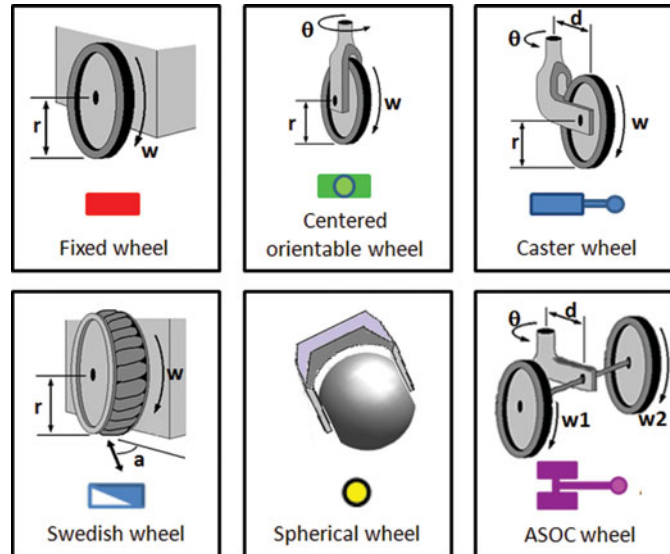 r
w
Fixed wheel
θ
r
w
Centered
orientable wheel
d
θ
r
w
Caster wheel
r
w
a
Swedish wheel
Spherical wheel
d
θ
w1
w2
ASOC wheel